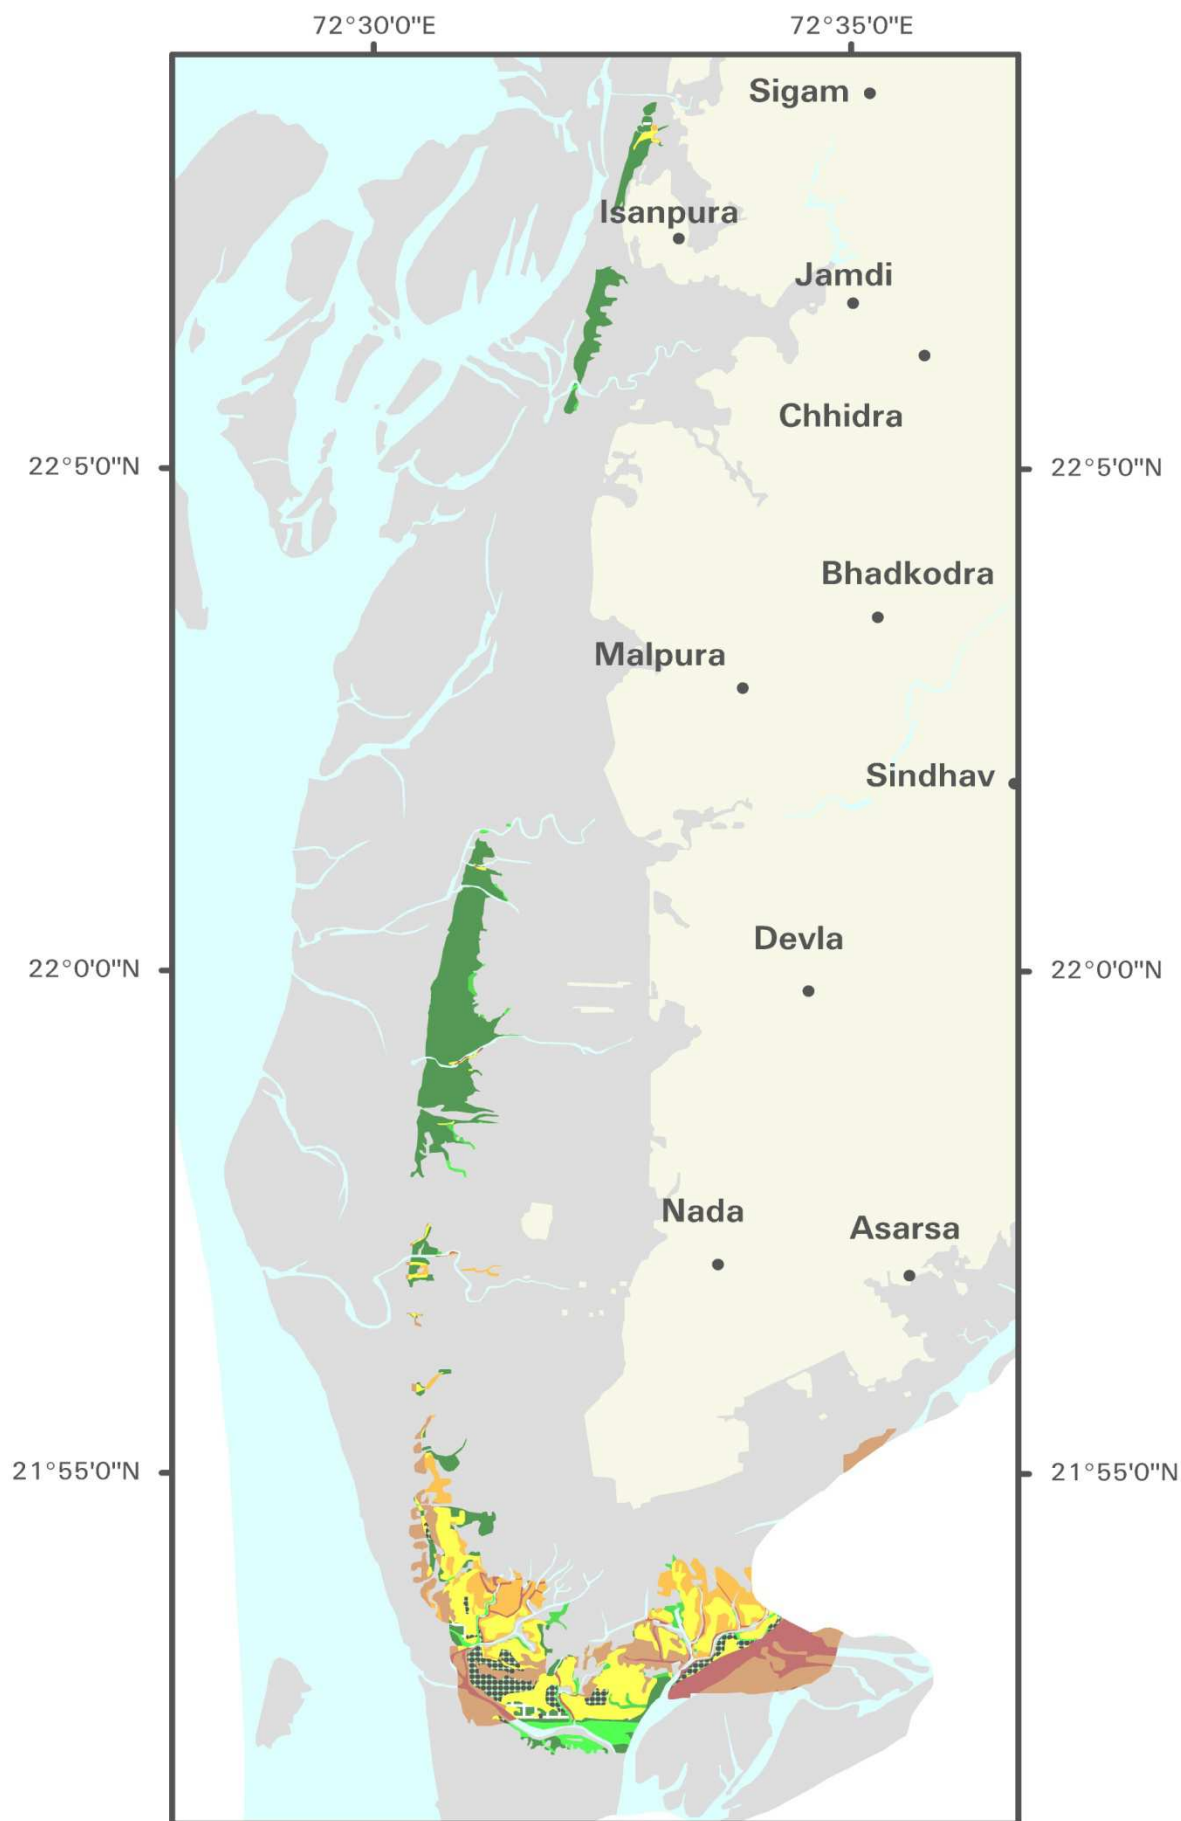 72°30'0"E
72°35'0"E
Sigam
Isanpura
Jamdi
Chhidra
22°5'0"N
22°5'0"N
Bhadkodra
Malpura
Sindhav
Devla
22°0'0"N
22°0'0"N
Nada
Asarsa
21°55'0"N
21°55'0"N